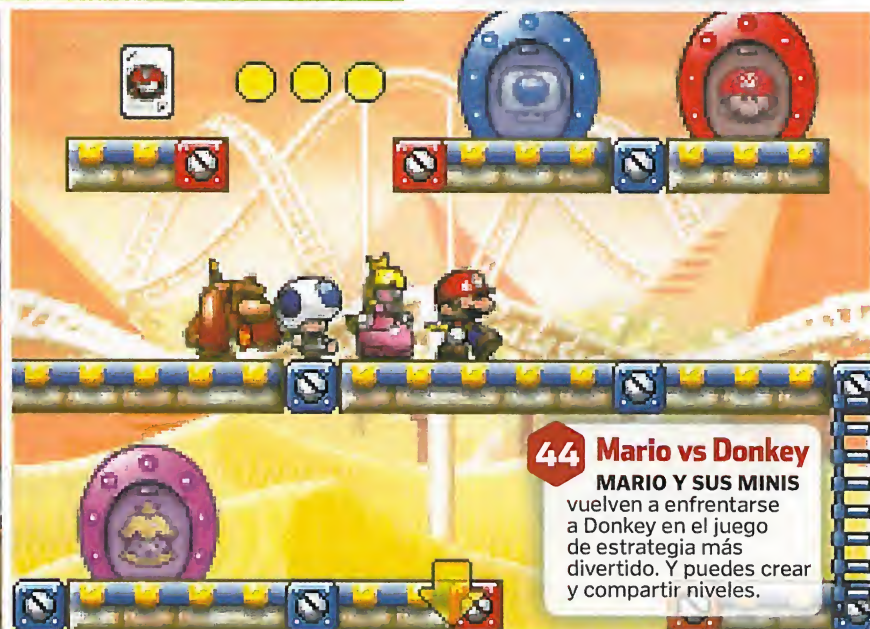 44 Mario vs Donkey
MARIO Y SUS MINIS
vuelven a enfrentarse
a Donkey en el juego
de estrategia más
divertido. Y puedes crear
y compartir niveles.